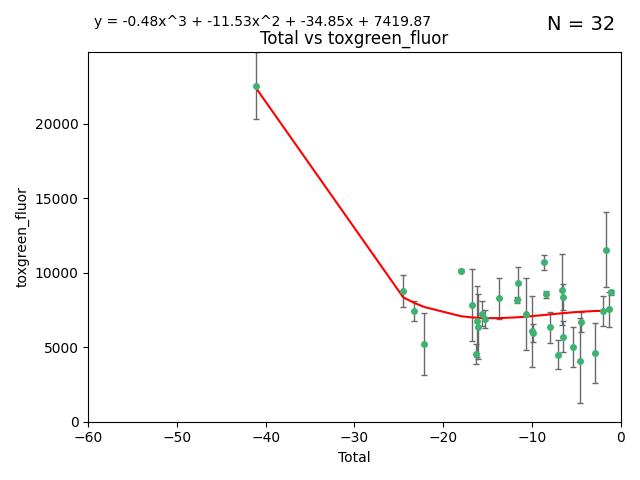 y = -0.48x^3 + -11.53x^2 + -34.85x + 7419.87
N = 32
Total vs toxgreen_fluor
toxgreen_fluor
20000
15000
10000
5000
0
−60
−50
−40
−30
−20
−10
0
Total